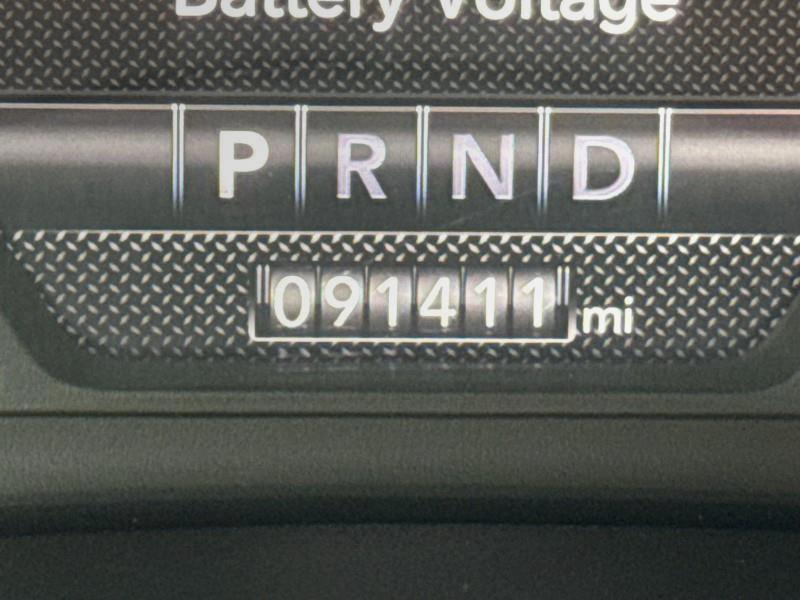 Battery Voltage
P R N D
091411 mi